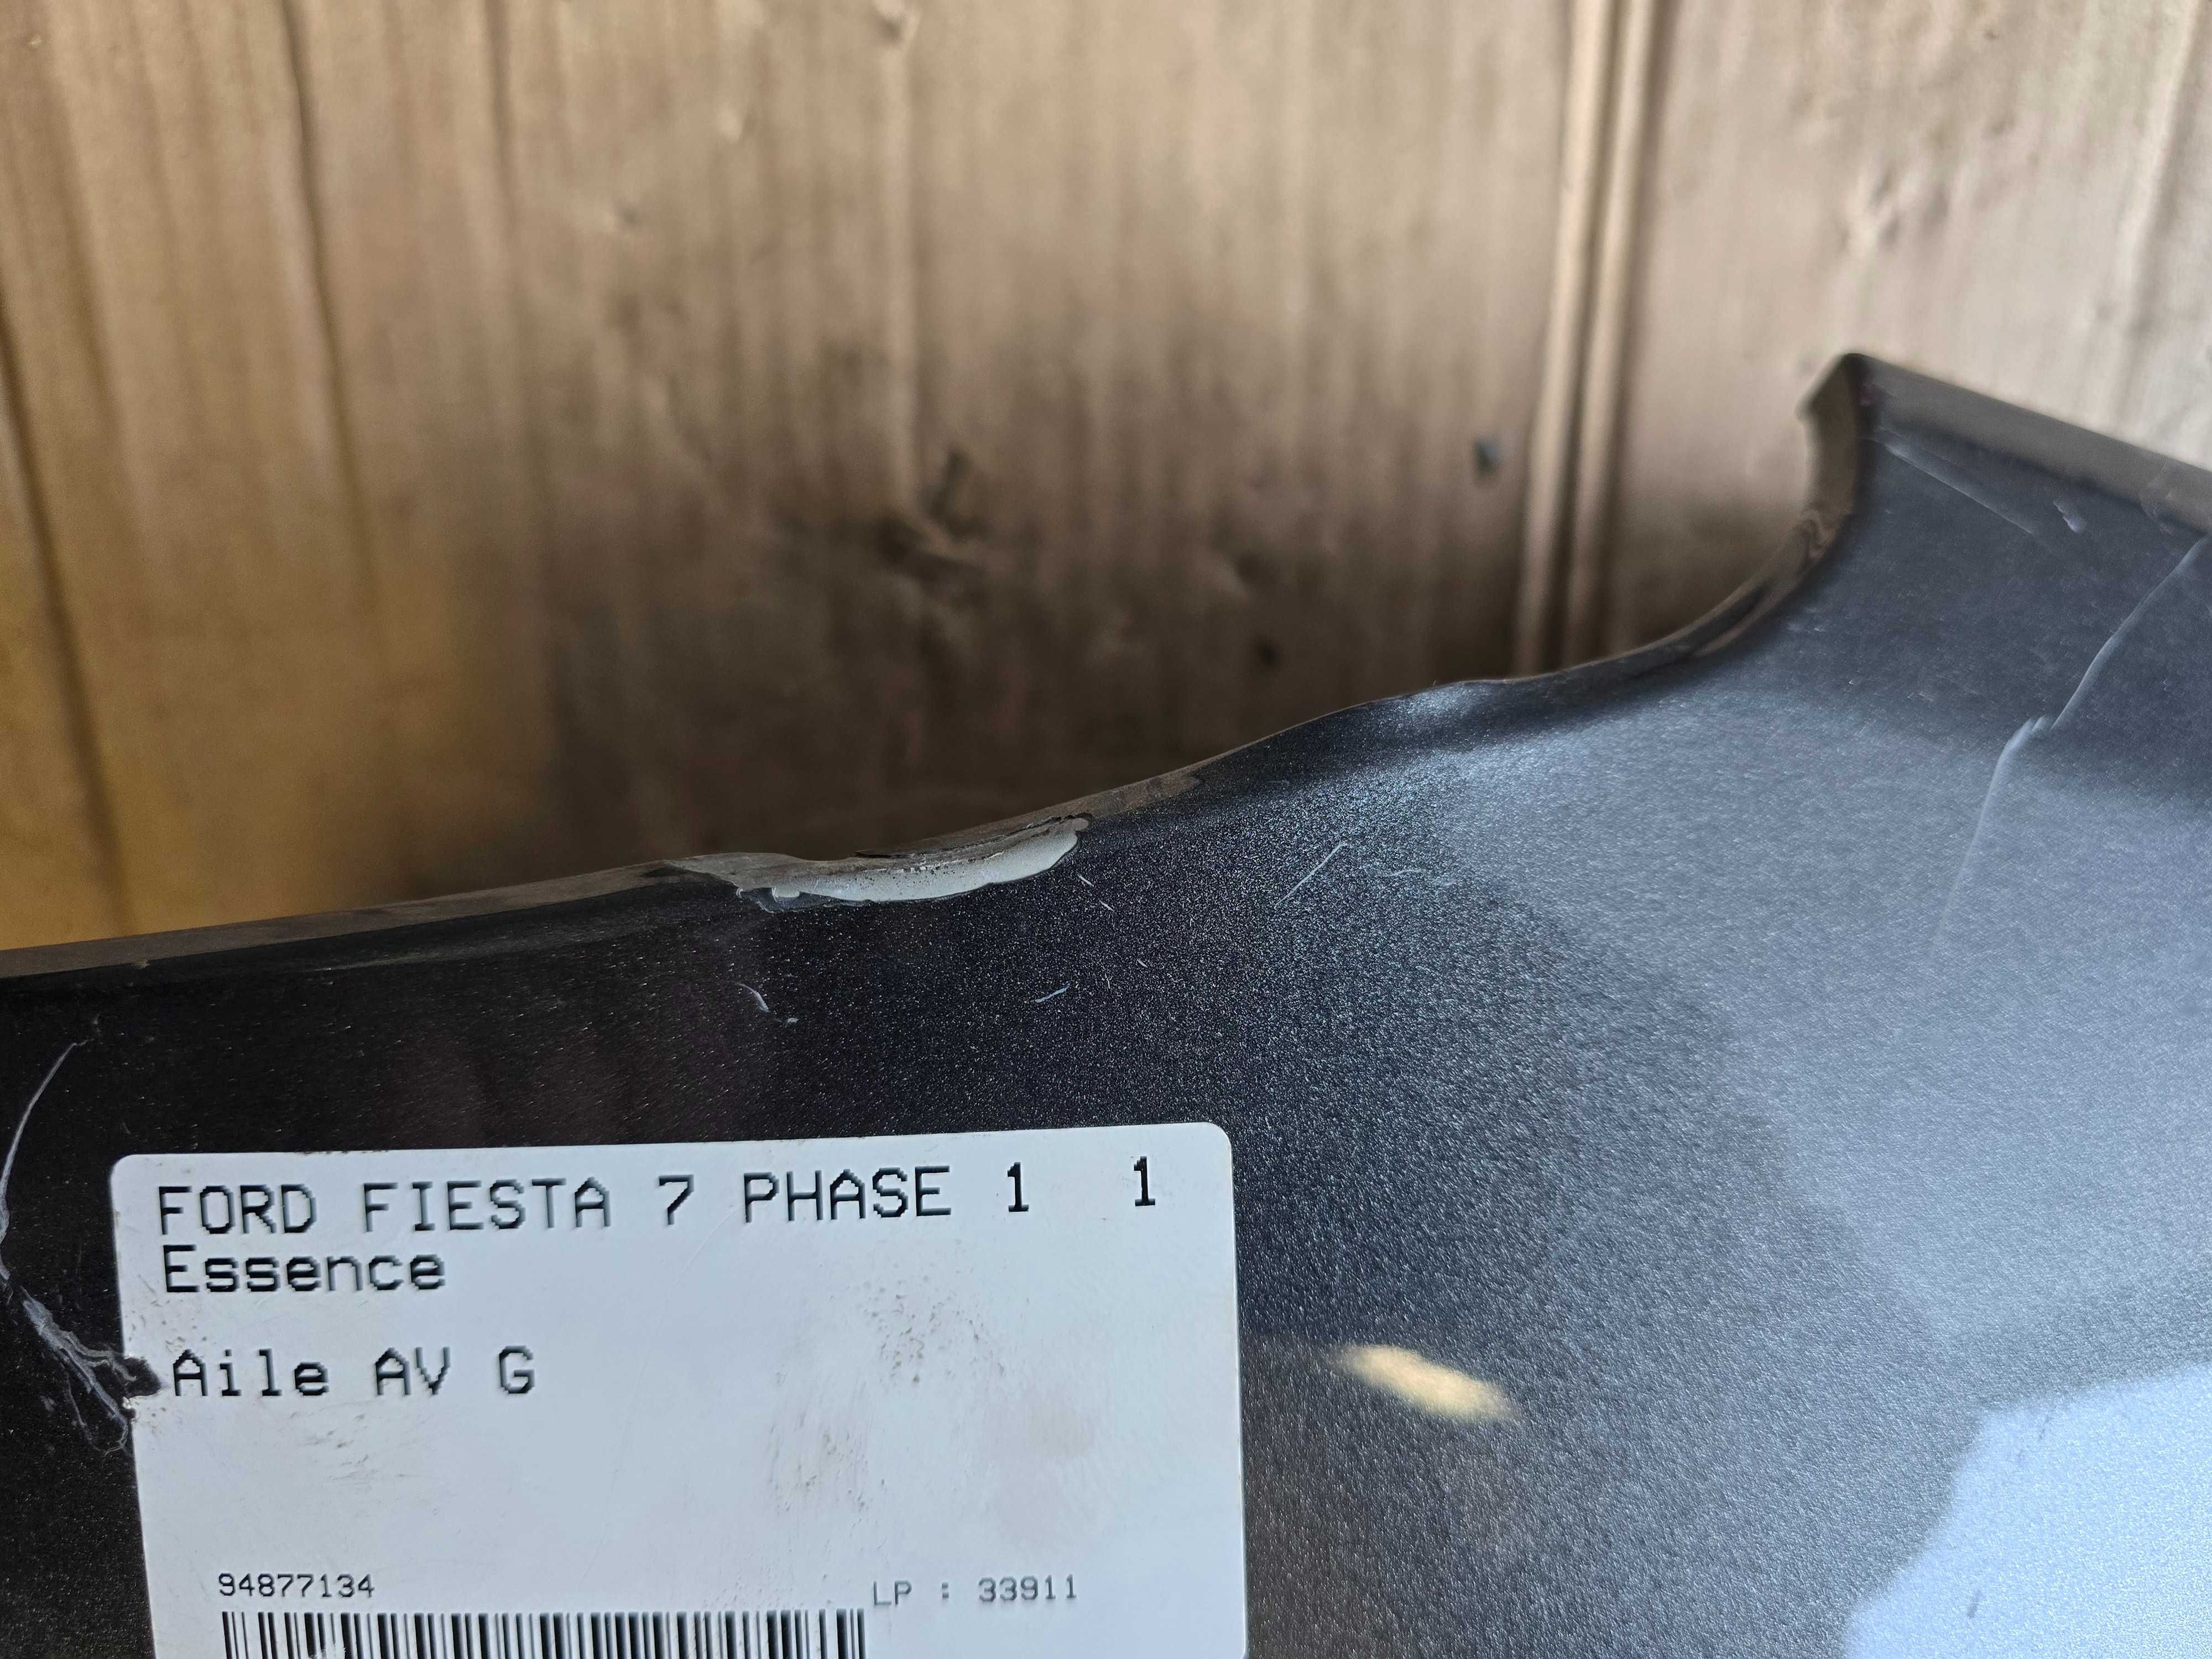 FORD FIESTA 7 PHASE 1 1
Essence
Aile AV G
94877134
LP : 33911